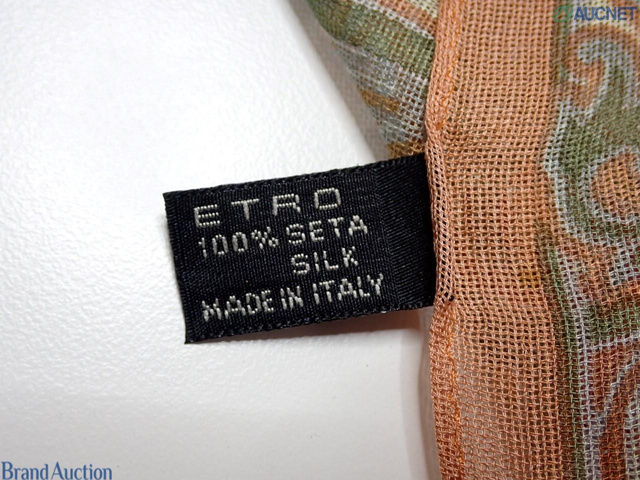 AUCNET
ETRO
100% SETA
SILK
MADE IN ITALY
Brand Auction